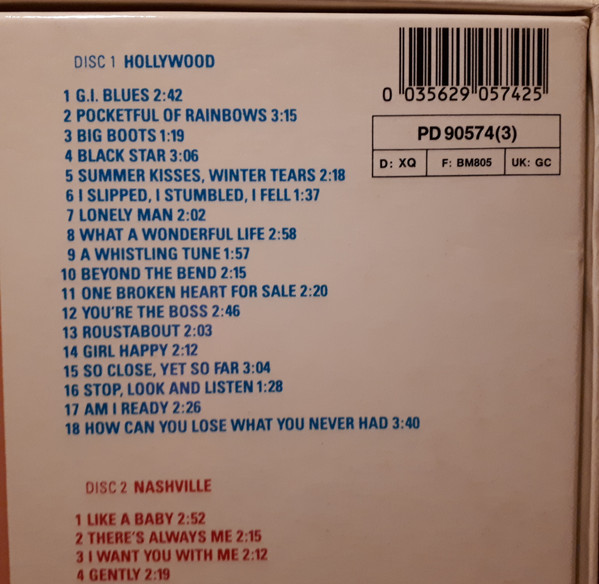 DISC 1 HOLLYWOOD
1 G.I. BLUES 2:42
2 POCKETFUL OF RAINBOWS 3:15
3 BIG BOOTS 1:19
4 BLACK STAR 3:06
5 SUMMER KISSES, WINTER TEARS 2:18
6 I SLIPPED, I STUMBLED, I FELL 1:37
7 LONELY MAN 2:02
8 WHAT A WONDERFUL LIFE 2:58
9 A WHISTLING TUNE 1:57
10 BEYOND THE BEND 2:15
11 ONE BROKEN HEART FOR SALE 2:20
12 YOU'RE THE BOSS 2:46
13 ROUSTABOUT 2:03
14 GIRL HAPPY 2:12
15 SO CLOSE, YET SO FAR 3:04
16 STOP, LOOK AND LISTEN 1:28
17 AM I READY 2:26
18 HOW CAN YOU LOSE WHAT YOU NEVER HAD 3:40
0 035629 057425
PD 90574(3)
D: XQ F: BM805 UK: GC
DISC 2 NASHVILLE
1 LIKE A BABY 2:52
2 THERE'S ALWAYS ME 2:15
3 I WANT YOU WITH ME 2:12
4 GENTLY 2:19